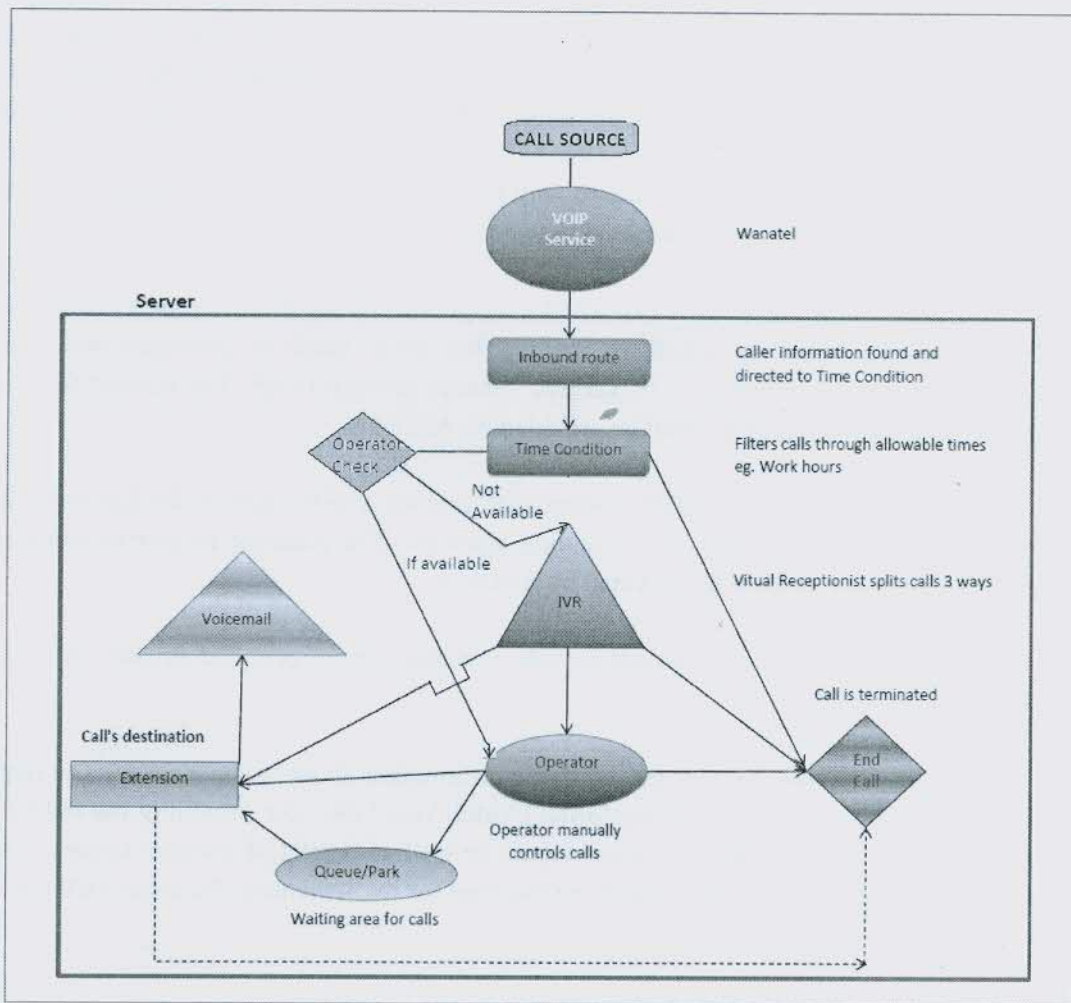 CALL SOURCE
VOIP
Service
Wanatel
Server
Inbound route
Caller information found and
directed to Time Condition
Operator
Check
Time Condition
Filters calls through allowable times
eg. Work hours
Not
Available
If available
IVR
Vitual Receptionist splits calls 3 ways
Voicemail
Call is terminated
Call's destination
Extension
Operator
End
Call
Operator manually
controls calls
Queue/Park
Waiting area for calls